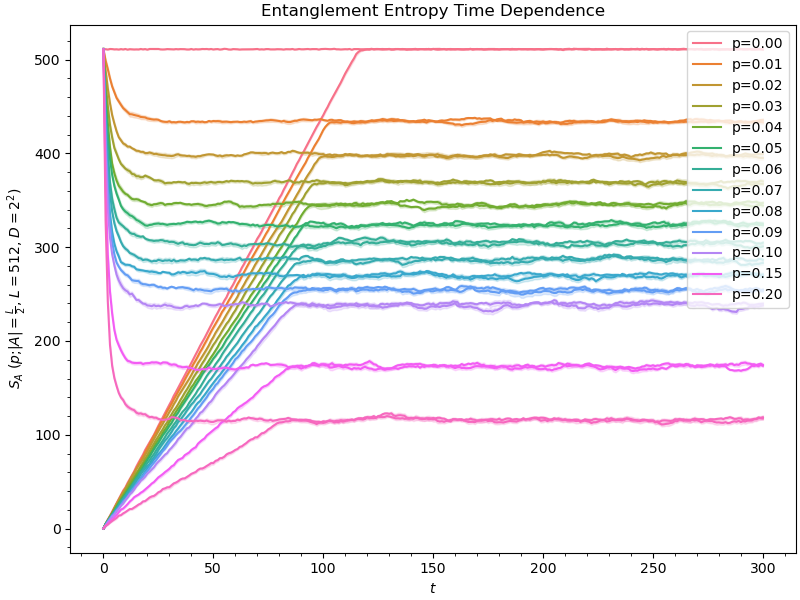 Entanglement Entropy Time Dependence
S_A (p:|A| = L/2, L = 512, D = 2^2)
500
400
300
200
100
0
0
50
100
150
200
250
300
t
p=0.00
p=0.01
p=0.02
p=0.03
p=0.04
p=0.05
p=0.06
p=0.07
p=0.08
p=0.09
p=0.10
p=0.15
p=0.20